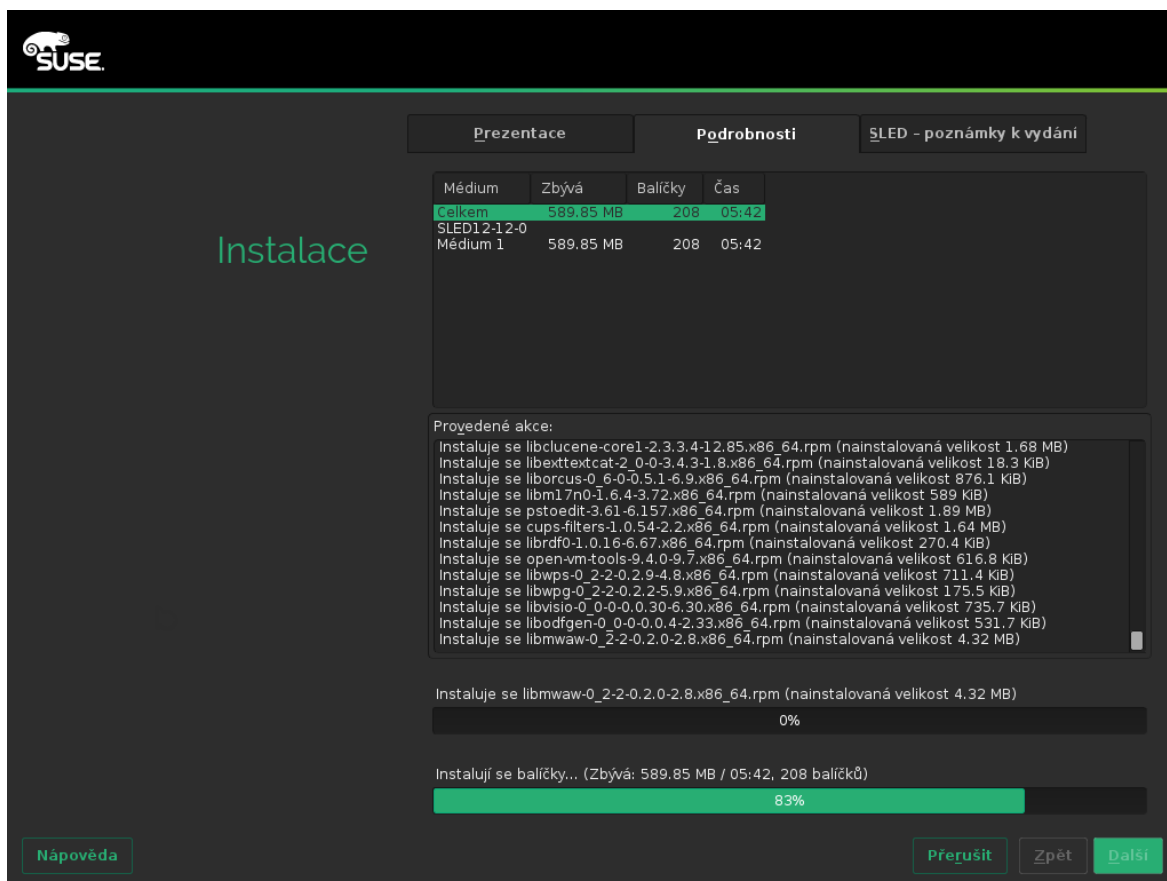 SUSE.
Prezentace Podrobnosti SLED – poznámky k vydání
Instalace
Médium Zbývá Balíčky Čas
Celkem 589.85 MB 208 05:42
SLED12-12-0
Médium 1 589.85 MB 208 05:42
Provedené akce:
Instaluje se libclucene-core1-2.3.3.4-12.85.x86_64.rpm (nainstalovaná velikost 1.68 MB)
Instaluje se libexttextcat-2_0-0-3.4.3-1.8.x86_64.rpm (nainstalovaná velikost 18.3 KiB)
Instaluje se liborcus-0_6-0-0.5.1-6.9.x86_64.rpm (nainstalovaná velikost 876.1 KiB)
Instaluje se libm17n0-1.6.4-3.72.x86_64.rpm (nainstalovaná velikost 589 KiB)
Instaluje se pstoedit-3.61-6.157.x86_64.rpm (nainstalovaná velikost 1.89 MB)
Instaluje se cups-filters-1.0.54-2.2.x86_64.rpm (nainstalovaná velikost 1.64 MB)
Instaluje se librdf0-1.0.16-6.67.x86_64.rpm (nainstalovaná velikost 270.4 KiB)
Instaluje se open-vm-tools-9.4.0-9.7.x86_64.rpm (nainstalovaná velikost 616.8 KiB)
Instaluje se libwps-0_2-2-0.2.9-4.8.x86_64.rpm (nainstalovaná velikost 711.4 KiB)
Instaluje se libwpg-0_2-2-0.2.2-5.9.x86_64.rpm (nainstalovaná velikost 175.5 KiB)
Instaluje se libvisio-0_0-0-0.0.30-6.30.x86_64.rpm (nainstalovaná velikost 735.7 KiB)
Instaluje se libodfgen-0_0-0-0.0.4-2.33.x86_64.rpm (nainstalovaná velikost 531.7 KiB)
Instaluje se libmwaw-0_2-2-0.2.0-2.8.x86_64.rpm (nainstalovaná velikost 4.32 MB)
Instaluje se libmwaw-0_2-2-0.2.0-2.8.x86_64.rpm (nainstalovaná velikost 4.32 MB)
0%
Instalují se balíčky... (Zbývá: 589.85 MB / 05:42, 208 balíčků)
83%
Nápověda Přerušit Zpět Další